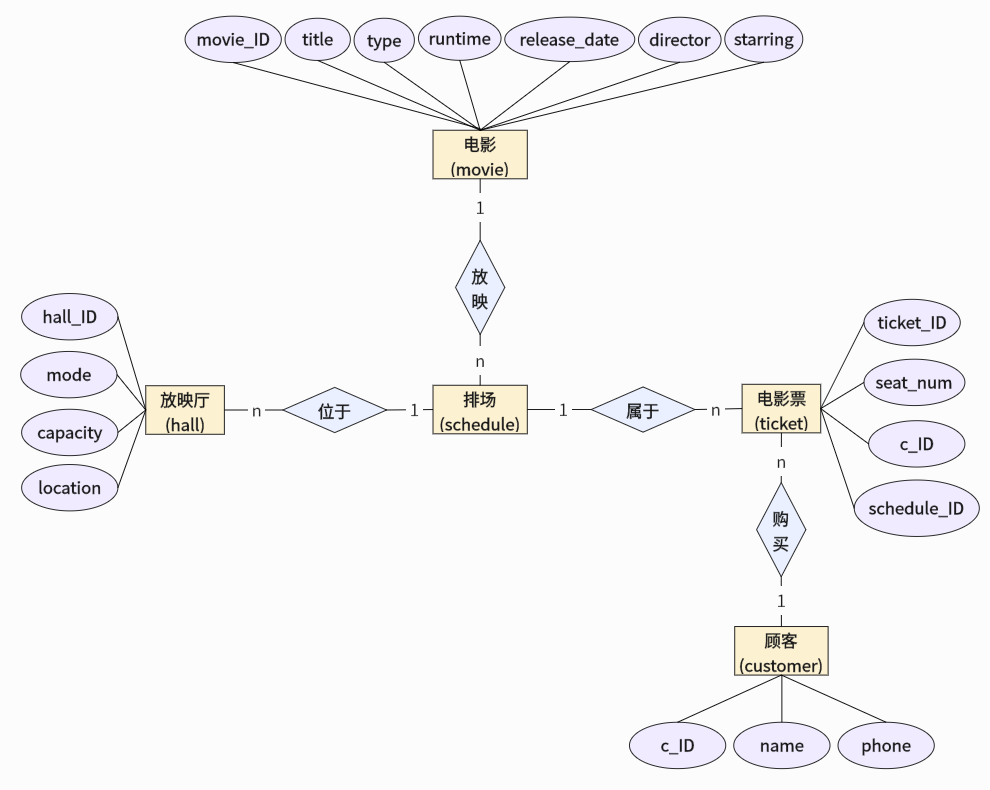 movie_ID
title
type
runtime
release_date
director
starring
电影
(movie)
1
放
映
n
hall_ID
mode
capacity
location
放映厅
(hall)
n
位于
1
排场
(schedule)
1
属于
n
电影票
(ticket)
ticket_ID
seat_num
c_ID
schedule_ID
n
购
买
1
顾客
(customer)
c_ID
name
phone